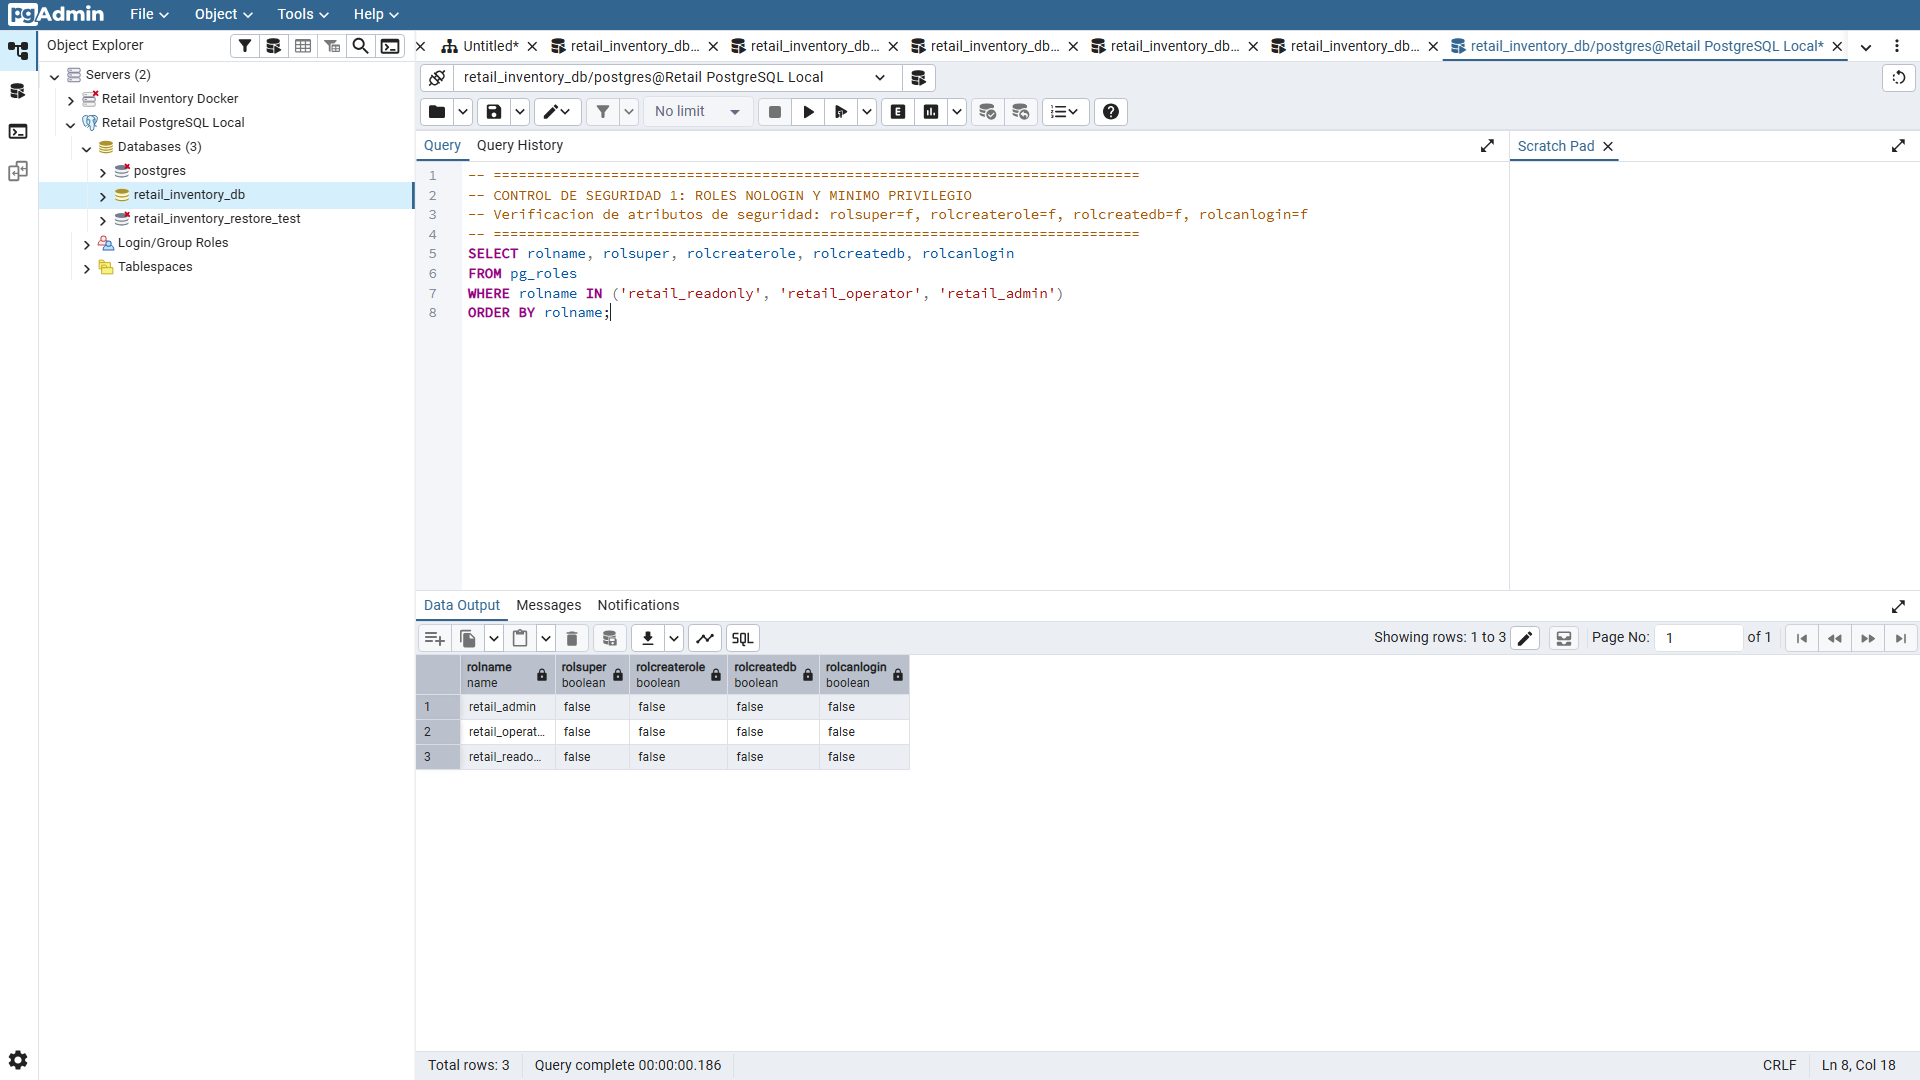 pgAdmin File Object Tools Help
Object Explorer
Untitled* retail_inventory_db... retail_inventory_db... retail_inventory_db... retail_inventory_db... retail_inventory_db... retail_inventory_db/postgres@Retail PostgreSQL Local*
Servers (2)
Retail Inventory Docker
Retail PostgreSQL Local
Databases (3)
postgres
retail_inventory_db
retail_inventory_restore_test
Login/Group Roles
Tablespaces
retail_inventory_db/postgres@Retail PostgreSQL Local
No limit
E
Query Query History
Scratch Pad
1 -- =============================================================================
2 -- CONTROL DE SEGURIDAD 1: ROLES NOLOGIN Y MINIMO PRIVILEGIO
3 -- Verificacion de atributos de seguridad: rolsuper=f, rolcreaterole=f, rolcreatedb=f, rolcanlogin=f
4 -- =============================================================================
5 SELECT rolname, rolsuper, rolcreaterole, rolcreatedb, rolcanlogin
6 FROM pg_roles
7 WHERE rolname IN ('retail_readonly', 'retail_operator', 'retail_admin')
8 ORDER BY rolname;
Data Output Messages Notifications
SQL
Showing rows: 1 to 3 Page No: 1 of 1
rolname rolsuper rolcreaterole rolcreatedb rolcanlogin
name boolean boolean boolean boolean
1 retail_admin false false false false
2 retail_operat... false false false false
3 retail_reado... false false false false
Total rows: 3 Query complete 00:00:00.186 CRLF Ln 8, Col 18